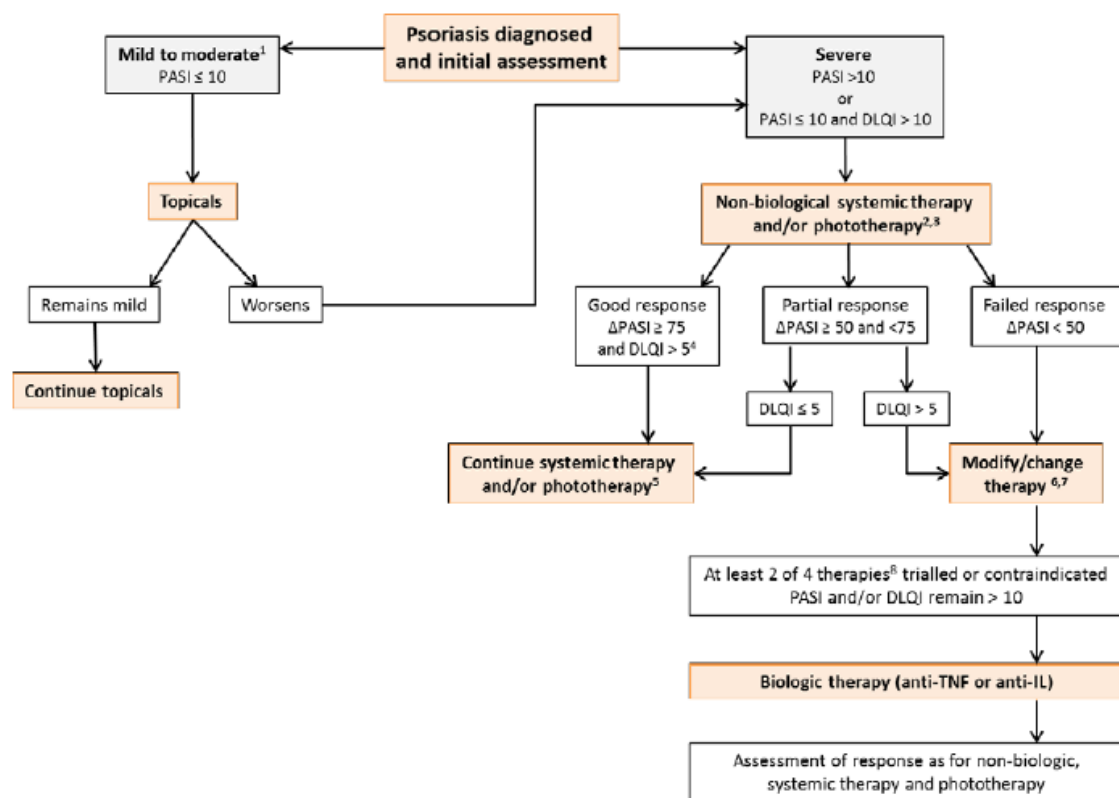 Psoriasis diagnosed
and initial assessment
Mild to moderate¹
PASI ≤ 10
Severe
PASI >10
or
PASI ≤ 10 and DLQI > 10
Topicals
Non-biological systemic therapy
and/or phototherapy²,³
Remains mild
Worsens
Good response
ΔPASI ≥ 75
and DLQI > 5⁴
Partial response
ΔPASI ≥ 50 and <75
Failed response
ΔPASI < 50
Continue topicals
DLQI ≤ 5
DLQI > 5
Continue systemic therapy
and/or phototherapy⁵
Modify/change
therapy ⁶,⁷
At least 2 of 4 therapies⁸ trialled or contraindicated
PASI and/or DLQI remain > 10
Biologic therapy (anti-TNF or anti-IL)
Assessment of response as for non-biologic,
systemic therapy and phototherapy